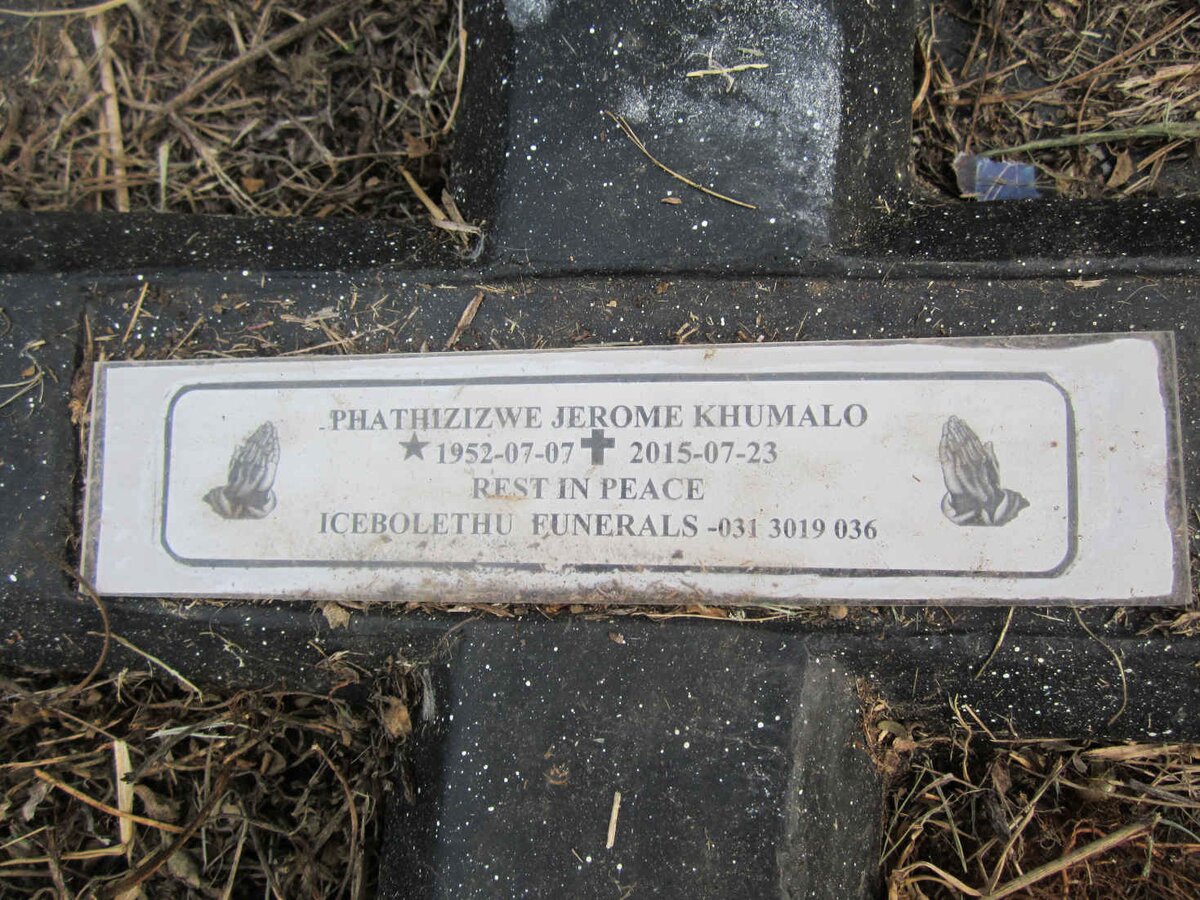 PHATHIZIZWE JEROME KHUMALO
★ 1952-07-07 ✝ 2015-07-23
REST IN PEACE
ICEBOLETHU FUNERALS -031 3019 036